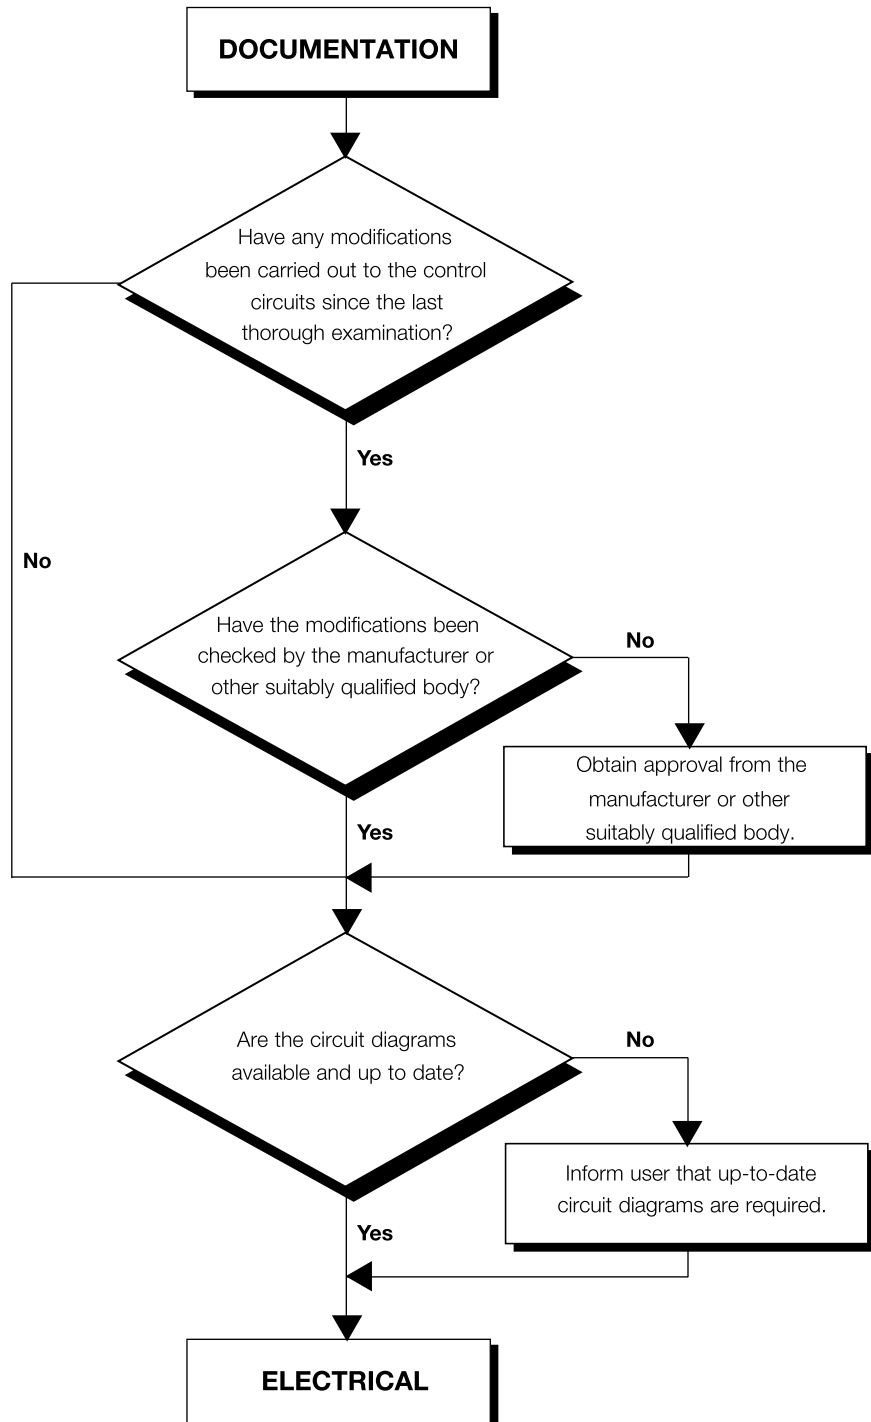 DOCUMENTATION
Have any modifications
been carried out to the control
circuits since the last
thorough examination?
Yes
No
Have the modifications been
checked by the manufacturer or
other suitably qualified body?
No
Obtain approval from the
manufacturer or other
suitably qualified body.
Yes
Are the circuit diagrams
available and up to date?
No
Inform user that up-to-date
circuit diagrams are required.
Yes
ELECTRICAL